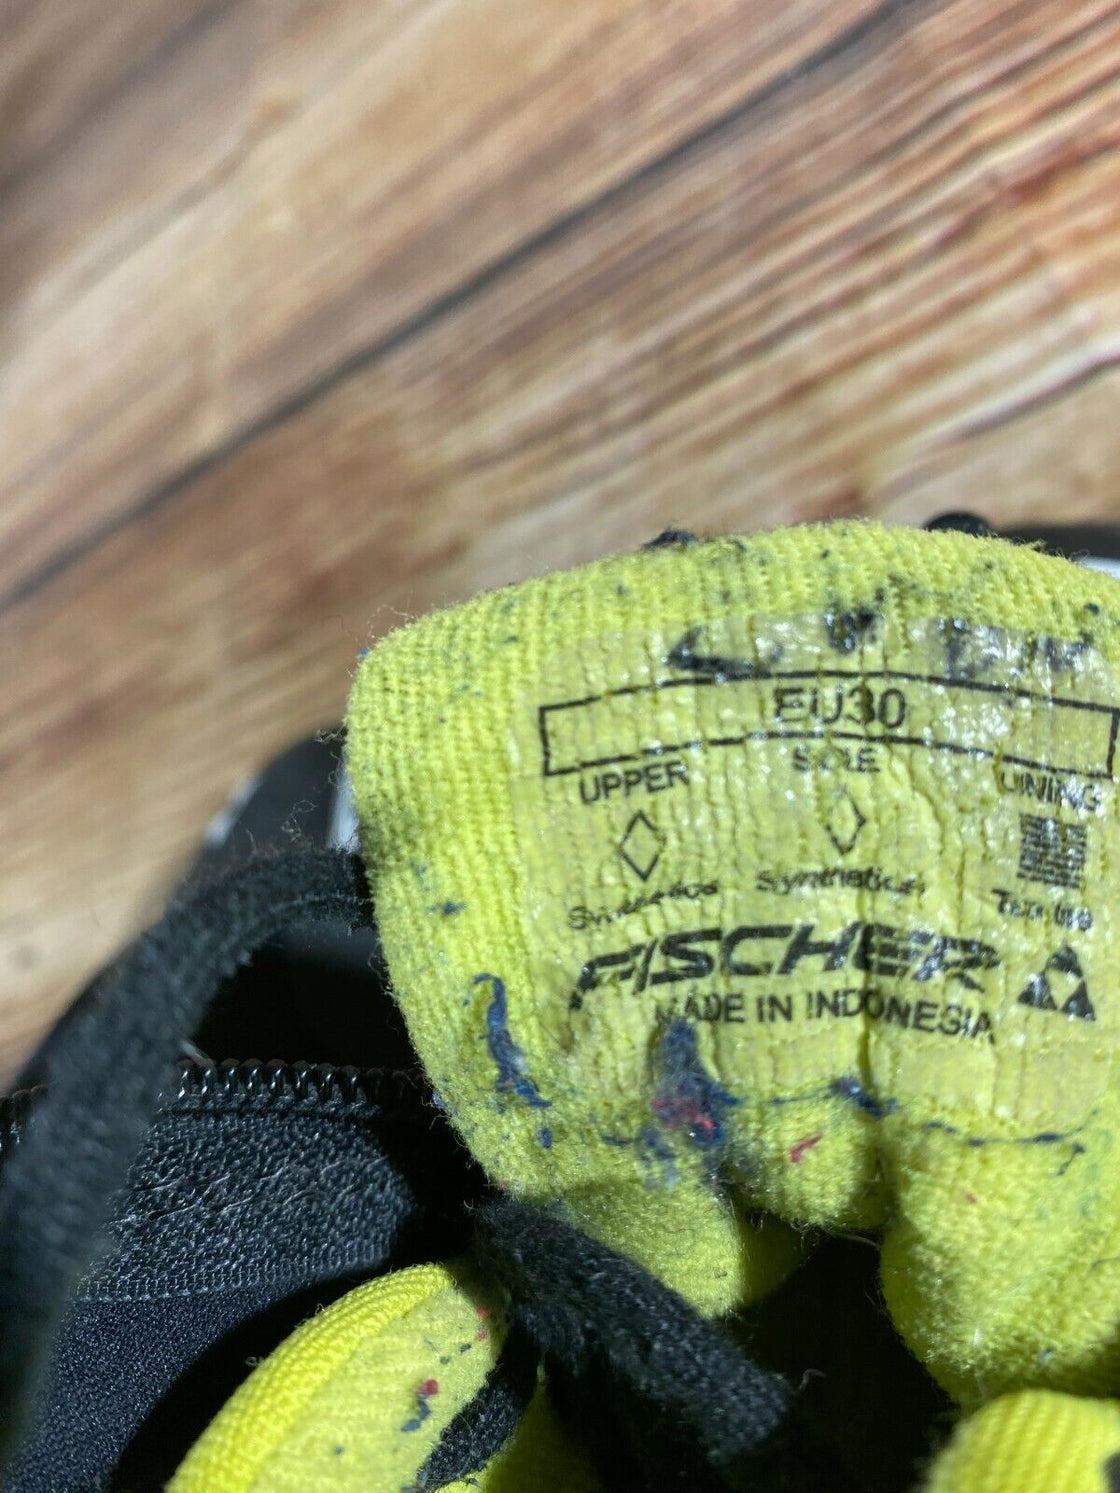 EU30
UPPER SOLE LINING
Synthetics Synthetics Textile
FISCHER
MADE IN INDONESIA